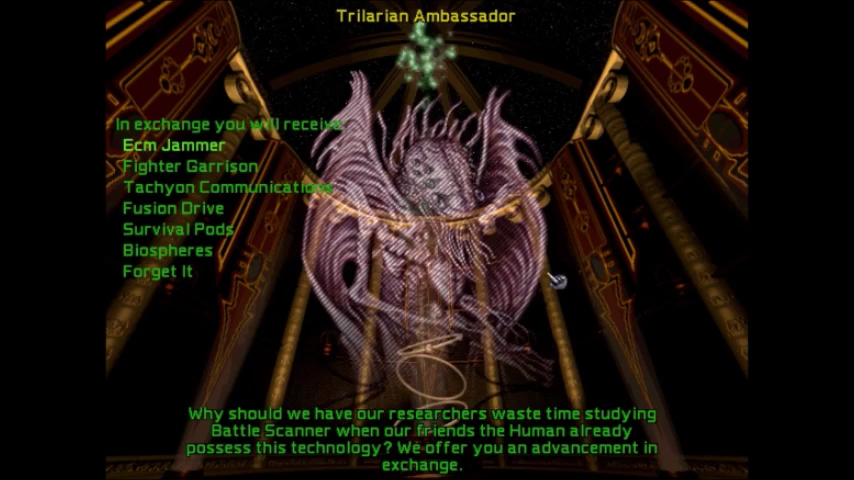 Trilarian Ambassador
In exchange you will receive:
Ecm Jammer
Fighter Garrison
Tachyon Communications
Fusion Drive
Survival Pods
Biospheres
Forget It
Why should we have our researchers waste time studying
Battle Scanner when our friends the Human already
possess this technology? We offer you an advancement in
exchange.